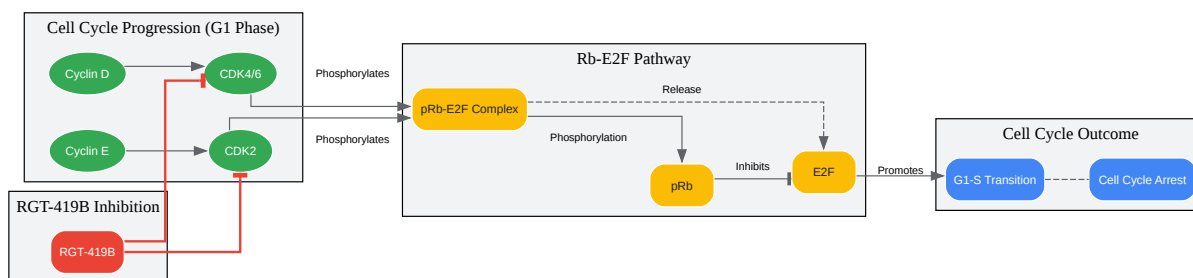 Cell Cycle Progression (G1 Phase)
Cyclin D
CDK4/6
Cyclin E
CDK2
RGT-419B Inhibition
RGT-419B
Phosphorylates
Phosphorylates
Rb-E2F Pathway
pRb-E2F Complex
Release
Phosphorylation
pRb
Inhibits
E2F
Promotes
Cell Cycle Outcome
G1-S Transition
Cell Cycle Arrest